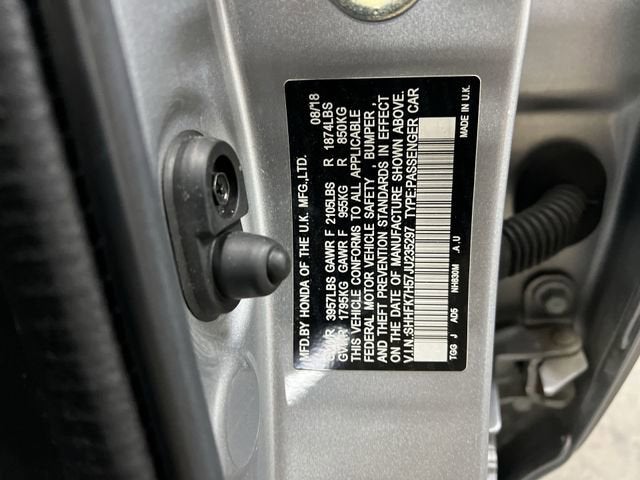 MFD.BY HONDA OF THE U.K. MFG.,LTD. 08/18
GVWR 3957LBS GAWR F 2105LBS R 1874LBS
GVWR 1795KG GAWR F 955KG R 850KG
THIS VEHICLE CONFORMS TO ALL APPLICABLE
FEDERAL MOTOR VEHICLE SAFETY , BUMPER ,
AND THEFT PREVENTION STANDARDS IN EFFECT
ON THE DATE OF MANUFACTURE SHOWN ABOVE.
V.I.N.:SHHFK7H57JU235297 TYPE:PASSENGER CAR
TGG J AD5 NH830M .A.U MADE IN U.K.